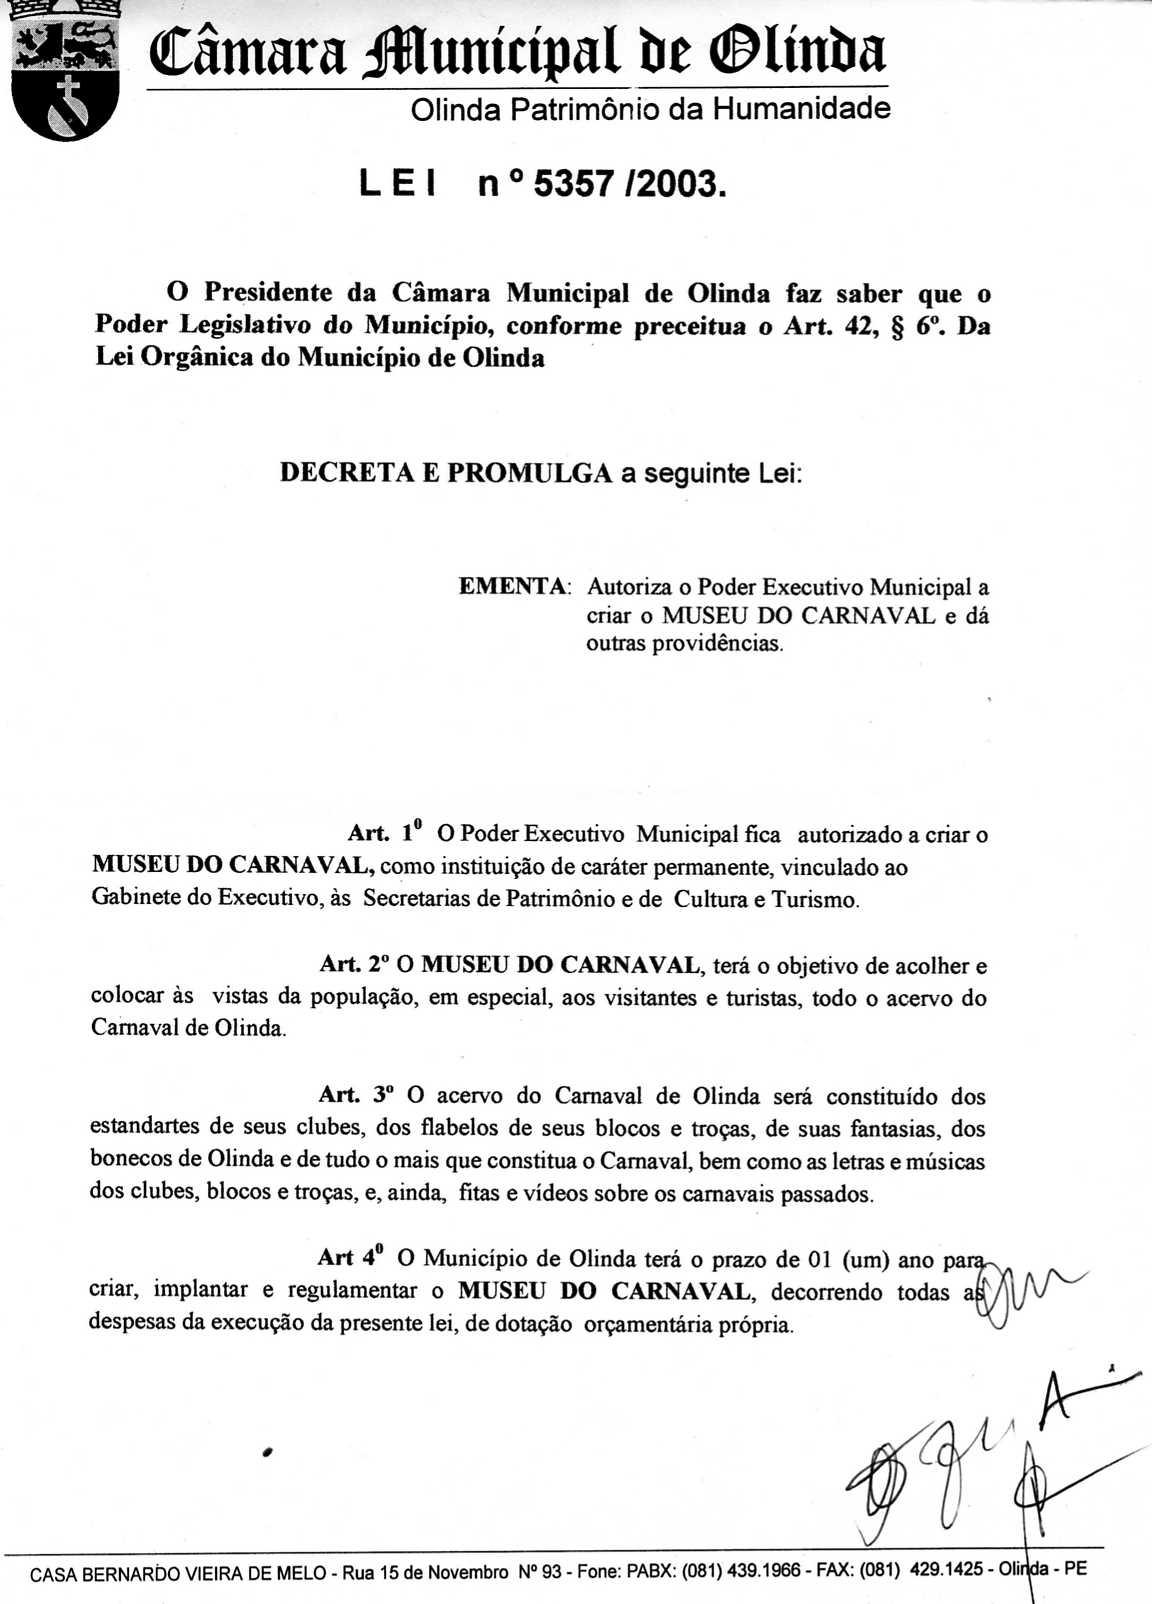 Câmara Municipal de Olinda
Olinda Patrimônio da Humanidade
LEI nº 5357 /2003.
O Presidente da Câmara Municipal de Olinda faz saber que o
Poder Legislativo do Município, conforme preceitua o Art. 42, § 6º. Da
Lei Orgânica do Município de Olinda
DECRETA E PROMULGA a seguinte Lei:
EMENTA: Autoriza o Poder Executivo Municipal a
criar o MUSEU DO CARNAVAL e dá
outras providências.
Art. 1º O Poder Executivo Municipal fica autorizado a criar o
MUSEU DO CARNAVAL, como instituição de caráter permanente, vinculado ao
Gabinete do Executivo, às Secretarias de Patrimônio e de Cultura e Turismo.
Art. 2º O MUSEU DO CARNAVAL, terá o objetivo de acolher e
colocar às vistas da população, em especial, aos visitantes e turistas, todo o acervo do
Carnaval de Olinda.
Art. 3º O acervo do Carnaval de Olinda será constituído dos
estandartes de seus clubes, dos flabelos de seus blocos e troças, de suas fantasias, dos
bonecos de Olinda e de tudo o mais que constitua o Carnaval, bem como as letras e músicas
dos clubes, blocos e troças, e, ainda, fitas e vídeos sobre os carnavais passados.
Art 4º O Município de Olinda terá o prazo de 01 (um) ano para
criar, implantar e regulamentar o MUSEU DO CARNAVAL, decorrendo todas as
despesas da execução da presente lei, de dotação orçamentária própria.
CASA BERNARDO VIEIRA DE MELO - Rua 15 de Novembro Nº 93 - Fone: PABX: (081) 439.1966 - FAX: (081) 429.1425 - Olinda - PE